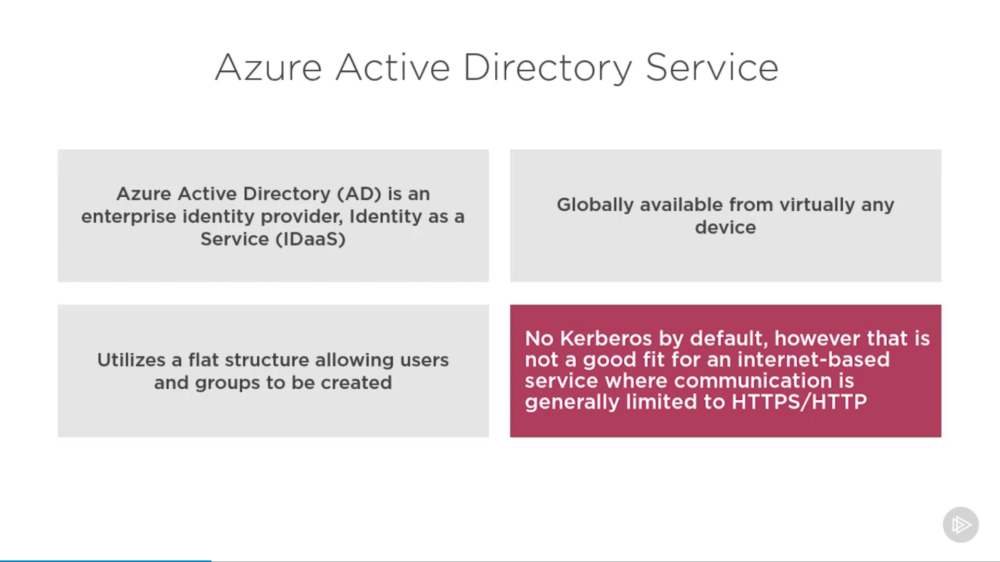 Azure Active Directory Service
Azure Active Directory (AD) is an
enterprise identity provider, Identity as a
Service (IDaaS)
Globally available from virtually any
device
Utilizes a flat structure allowing users
and groups to be created
No Kerberos by default, however that is
not a good fit for an internet-based
service where communication is
generally limited to HTTPS/HTTP